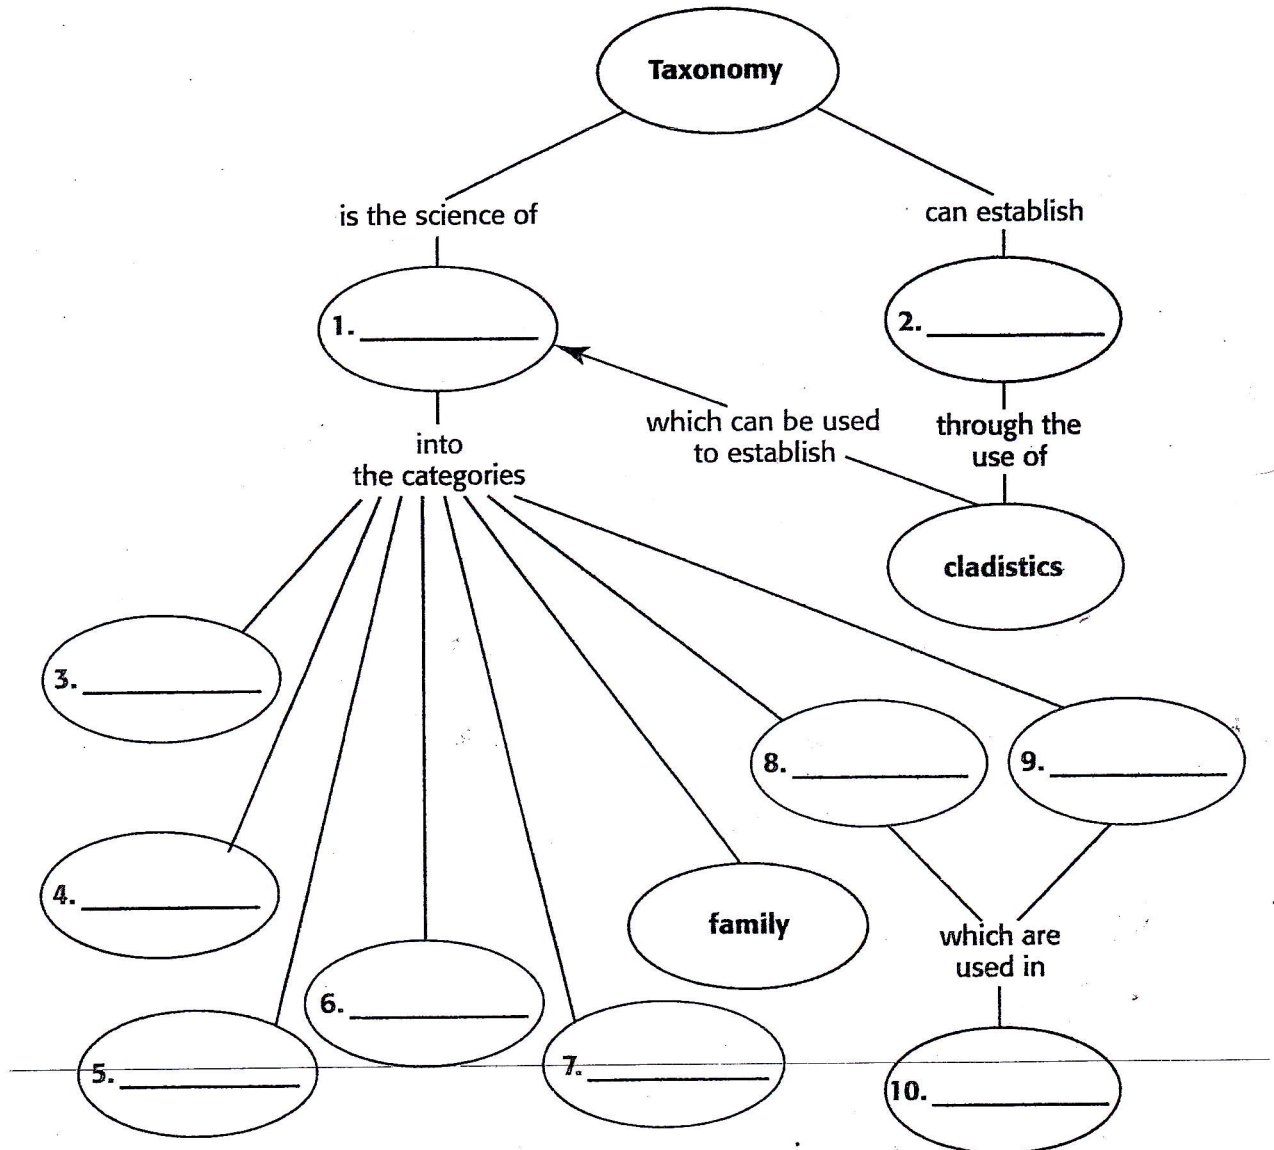 Taxonomy
is the science of
can establish
1.
2.
which can be used
to establish
through the
use of
into
the categories
cladistics
3.
8.
9.
4.
family
which are
used in
6.
5.
7.
10.